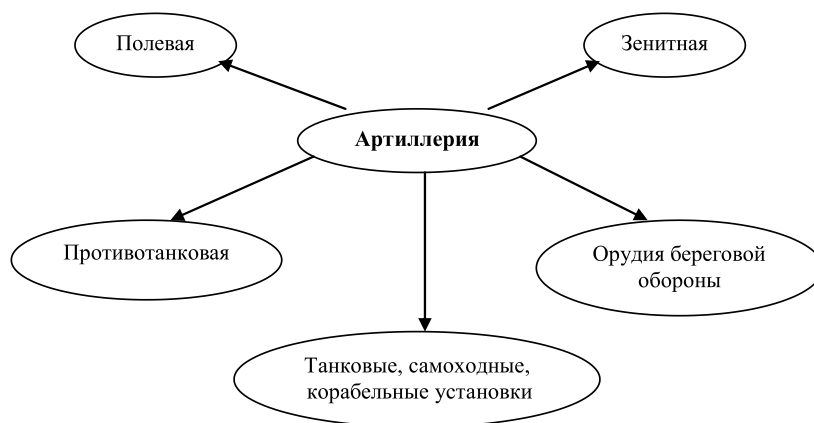 Полевая
Зенитная
Артиллерия
Противотанковая
Орудия береговой
обороны
Танковые, самоходные,
корабельные установки